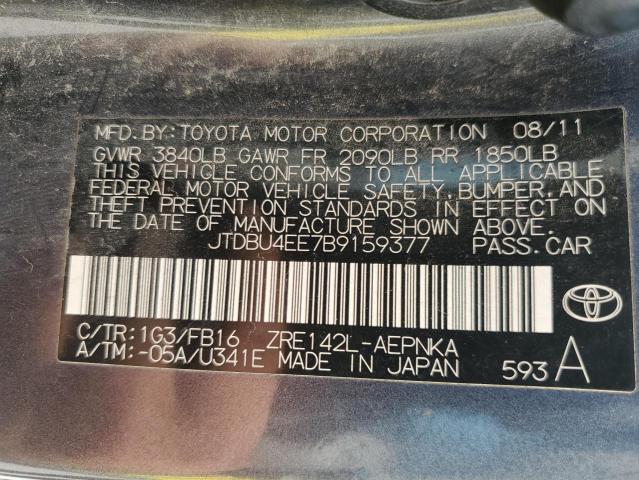 MFD.BY:TOYOTA MOTOR CORPORATION 08/11
GVWR 3840LB GAWR FR 2090LB RR 1850LB
THIS VEHICLE CONFORMS TO ALL APPLICABLE
FEDERAL MOTOR VEHICLE SAFETY,BUMPER,AND
THEFT PREVENTION STANDARDS IN EFFECT ON
THE DATE OF MANUFACTURE SHOWN ABOVE.
JTDBU4EE7B9159377 PASS.CAR
C/TR:1G3/FB16 ZRE142L-AEPNKA
A/TM:-05A/U341E MADE IN JAPAN 593 A